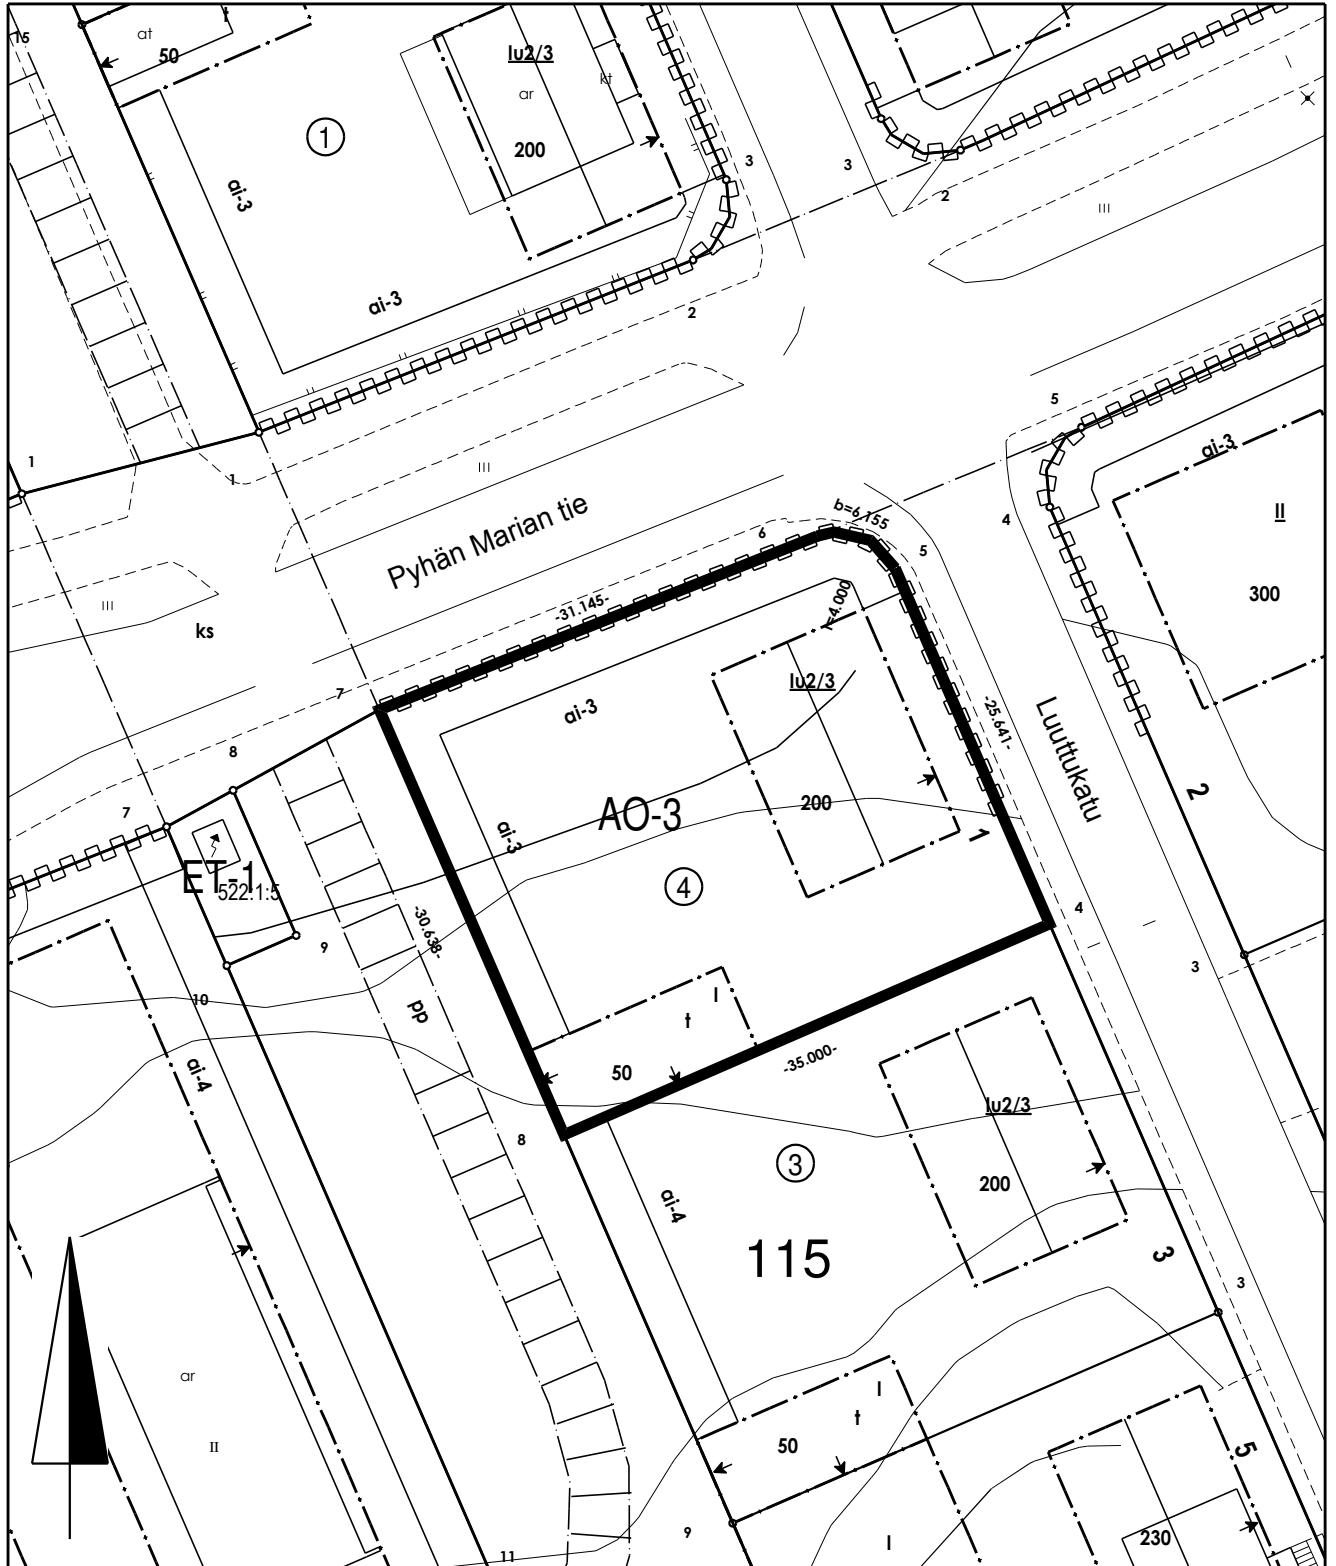 15
at
50
Iu2/3
ar
kt
200
1
ai-3
3
3
2
III
ai-3
2
5
ai-3
1
1
III
II
Pyhän Marian tie
b=6.155
6
4
5
III
-31.145-
r=4.000
300
ks
7
Iu2/3
ai-3
-25.641-
Luuttukatu
8
7
AO-3
200
2
ai-3
1
ET-1
522:1:5
4
-30.638-
4
9
3
10
pp
I
t
50
-35.000-
ai-4
Iu2/3
8
3
200
ai-4
115
3
3
ar
I
t
50
II
5
9
I
230
11